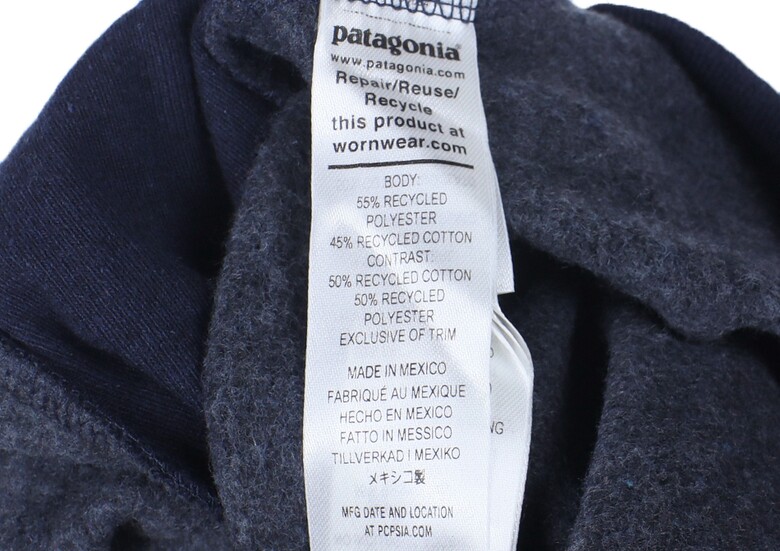 patagonia®
www.patagonia.com
Repair/Reuse/
Recycle
this product at
wornwear.com
BODY:
55% RECYCLED
POLYESTER
45% RECYCLED COTTON
CONTRAST:
50% RECYCLED COTTON
50% RECYCLED
POLYESTER
EXCLUSIVE OF TRIM
MADE IN MEXICO
FABRIQUÉ AU MEXIQUE
HECHO EN MEXICO
FATTO IN MESSICO
TILLVERKAD I MEXIKO
メキシコ製
MFG DATE AND LOCATION
AT PCPSIA.COM